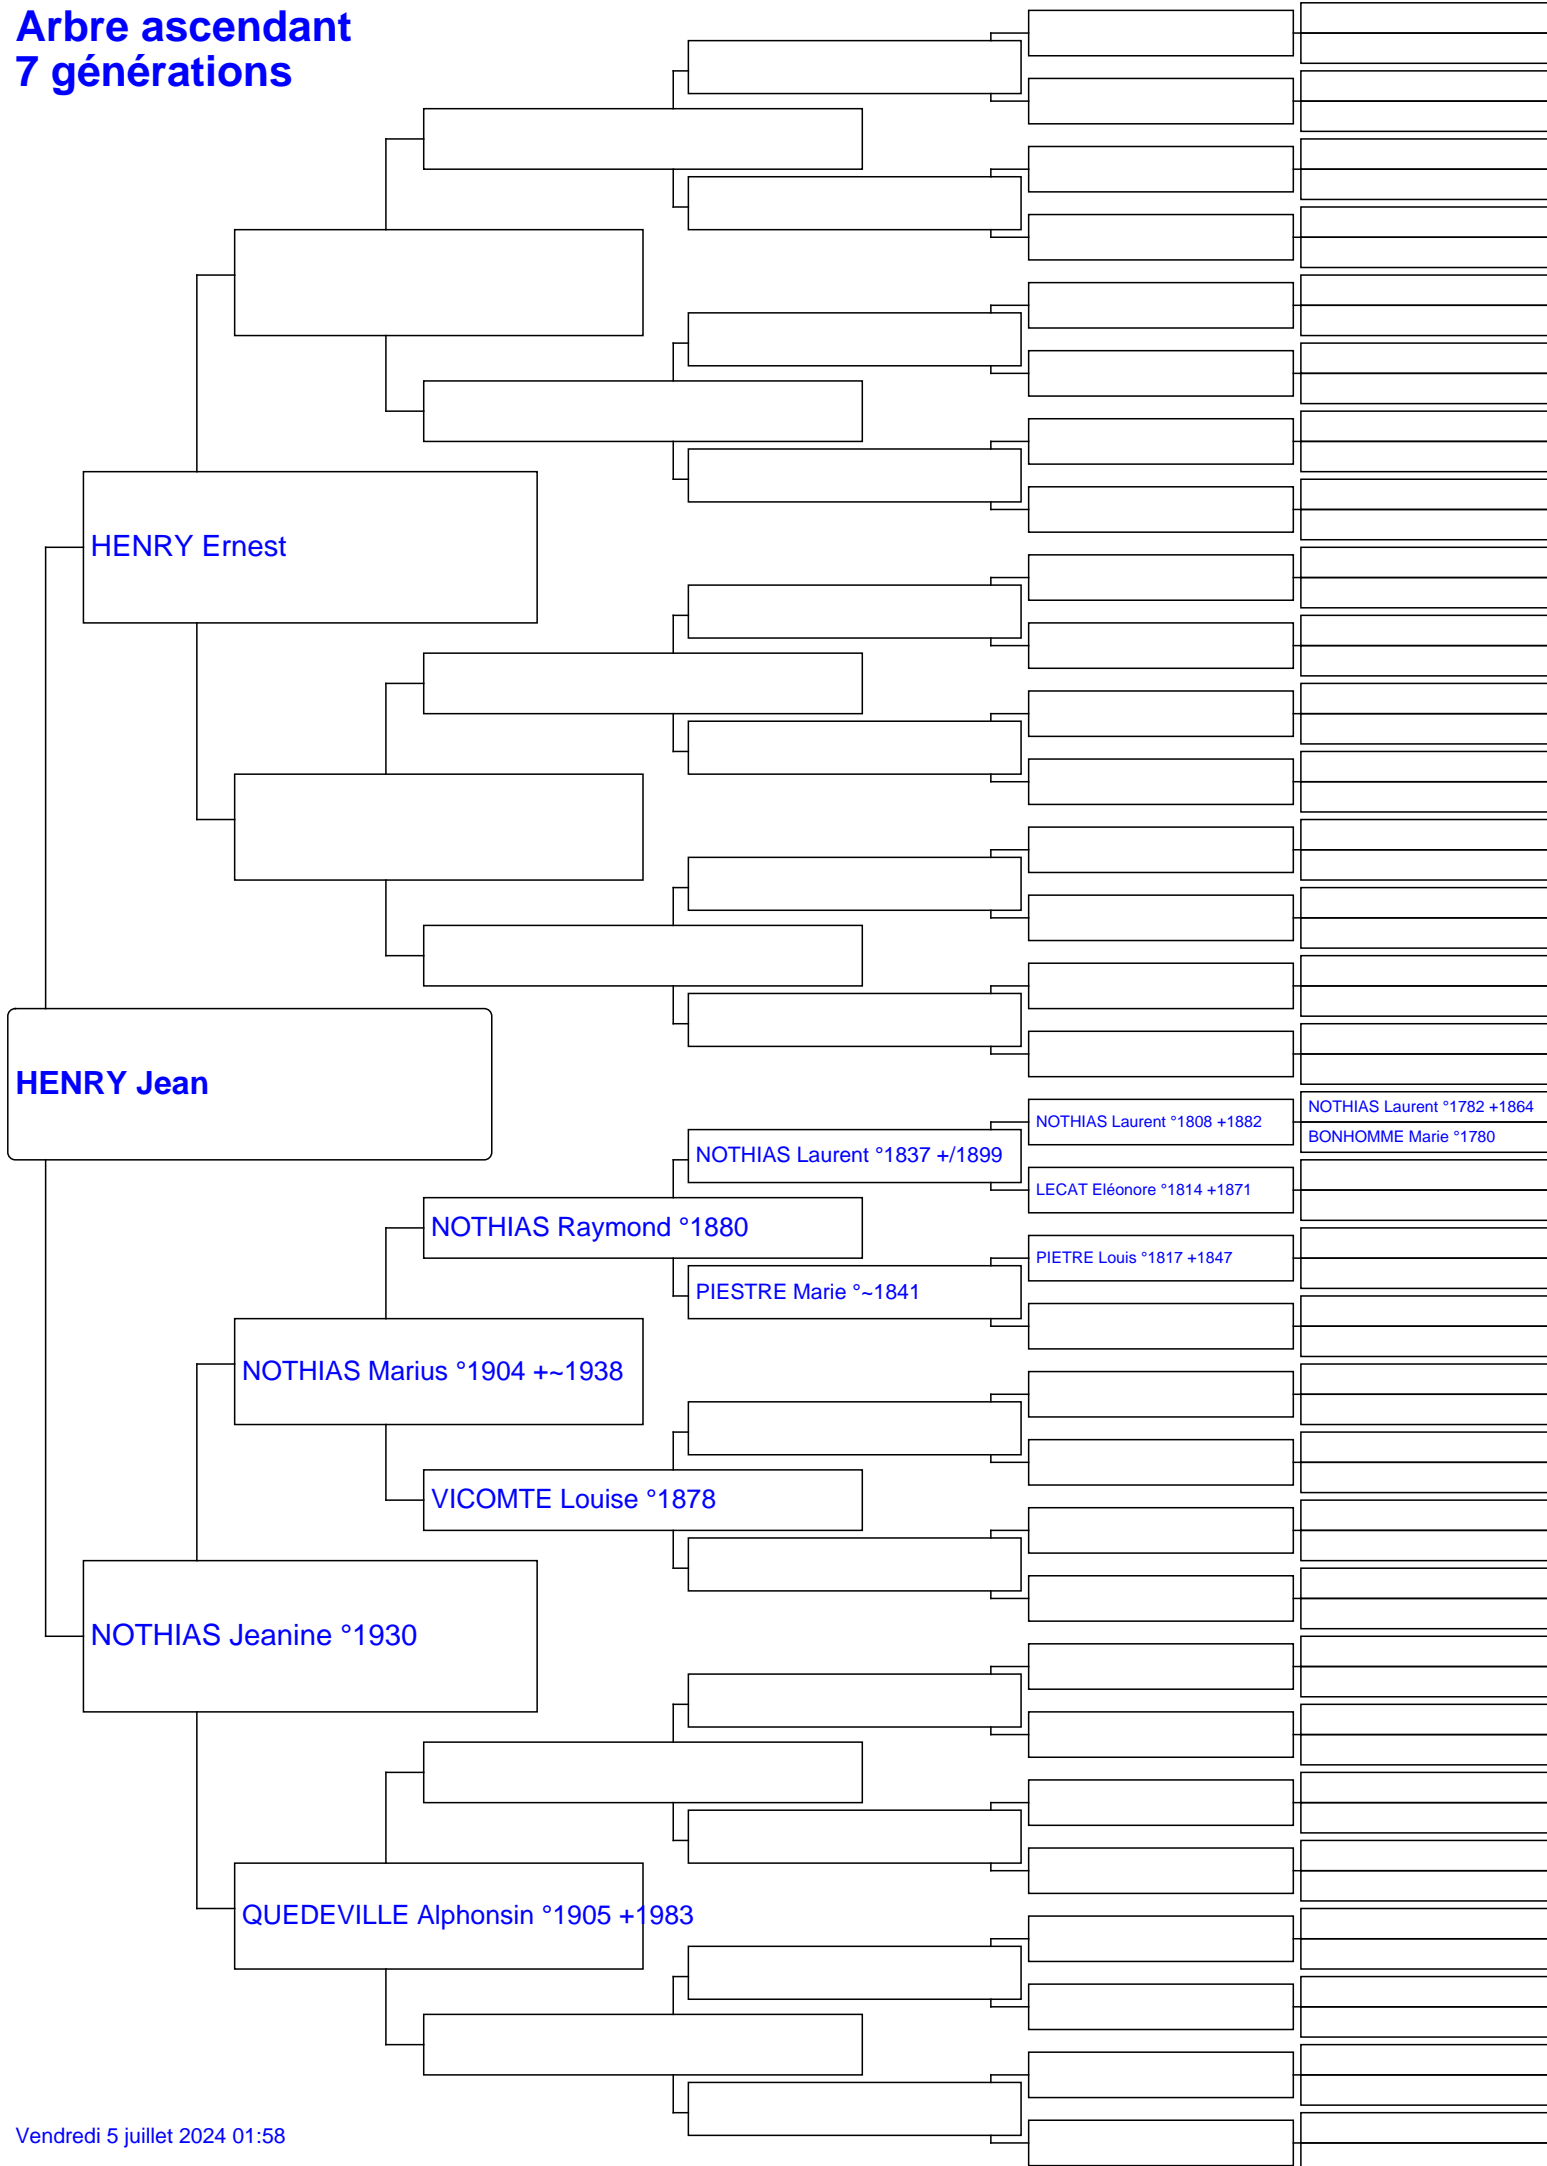 Arbre ascendant
7 générations
HENRY Ernest
HENRY Jean
NOTHIAS Laurent °1782 +1864
NOTHIAS Laurent °1808 +1882
BONHOMME Marie °1780
NOTHIAS Laurent °1837 +/1899
LECAT Eléonore °1814 +1871
NOTHIAS Raymond °1880
PIETRE Louis °1817 +1847
PIESTRE Marie °~1841
NOTHIAS Marius °1904 +~1938
VICOMTE Louise °1878
NOTHIAS Jeanine °1930
QUEDEVILLE Alphonsin °1905 +1983
Vendredi 5 juillet 2024 01:58